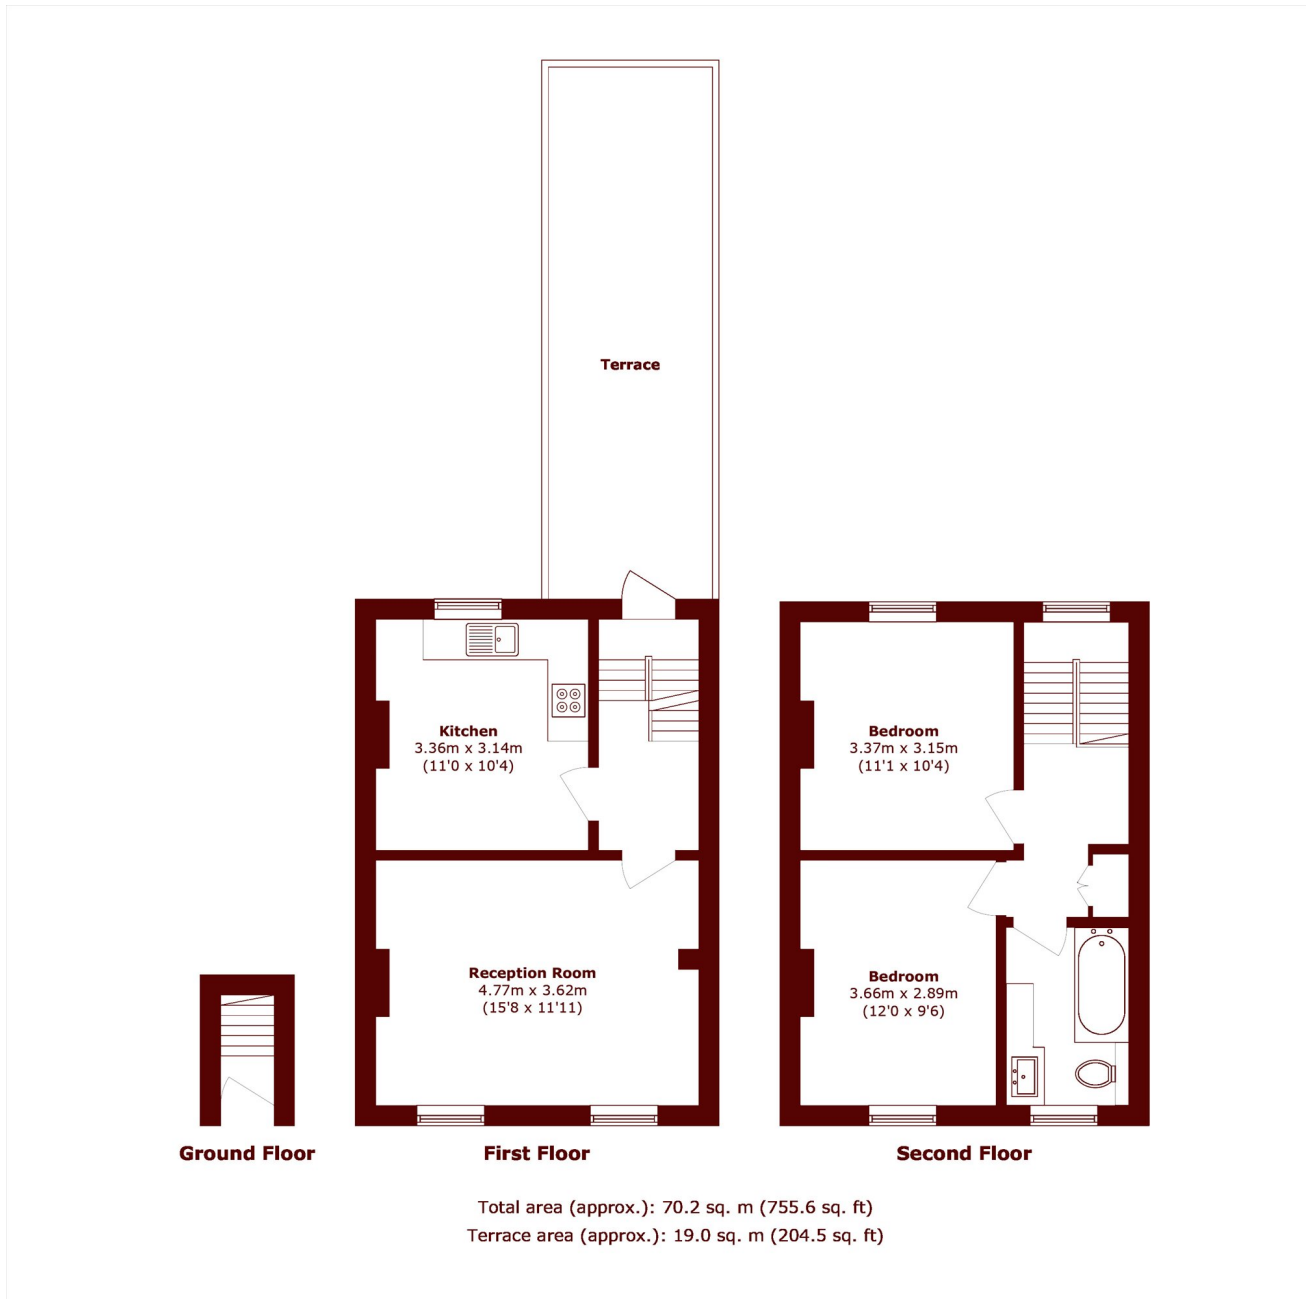 Terrace
Kitchen
3.36m x 3.14m
(11'0 x 10'4)
Bedroom
3.37m x 3.15m
(11'1 x 10'4)
Reception Room
4.77m x 3.62m
(15'8 x 11'11)
Bedroom
3.66m x 2.89m
(12'0 x 9'6)
Ground Floor
First Floor
Second Floor
Total area (approx.): 70.2 sq. m (755.6 sq. ft)
Terrace area (approx.): 19.0 sq. m (204.5 sq. ft)